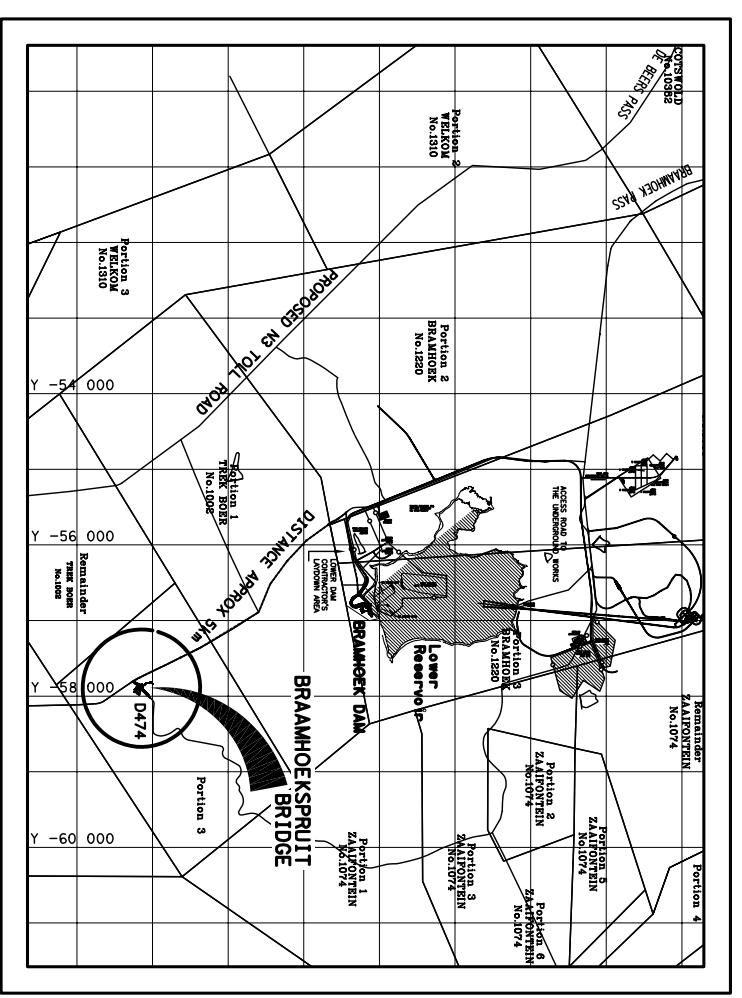 COTSWOLD
No.10382
DE BEERS PASS
BRAMHOEK PASS
Portion 2
WELKOM
No.1310
Portion 3
WELKOM
No.1310
PROPOSED N3 TOLL ROAD
Portion 2
BRAMHOEK
No.1220
Y -54 000
Portion 1
TREK BOER
No.1002
ACCESS ROAD TO
THE UNDERGROUND WORKS
Y -56 000
DISTANCE APPROX 5km
LOWER DAM
CONTRACTOR'S
LAYDOWN AREA
Remainder
TREK BOER
No.1002
BRAMHOEK DAM
Lower
Reservoir
Portion 3
BRAMHOEK
No.1220
Remainder
ZAAIFONTEIN
No.1074
Y -58 000
D474
BRAAMHOEKSPRUIT
BRIDGE
Portion 3
Portion 2
ZAAIFONTEIN
No.1074
Portion 5
ZAAIFONTEIN
No.1074
Portion 4
Y -60 000
Portion 1
ZAAIFONTEIN
No.1074
Portion 3
ZAAIFONTEIN
No.1074
Portion 6
ZAAIFONTEIN
No.1074